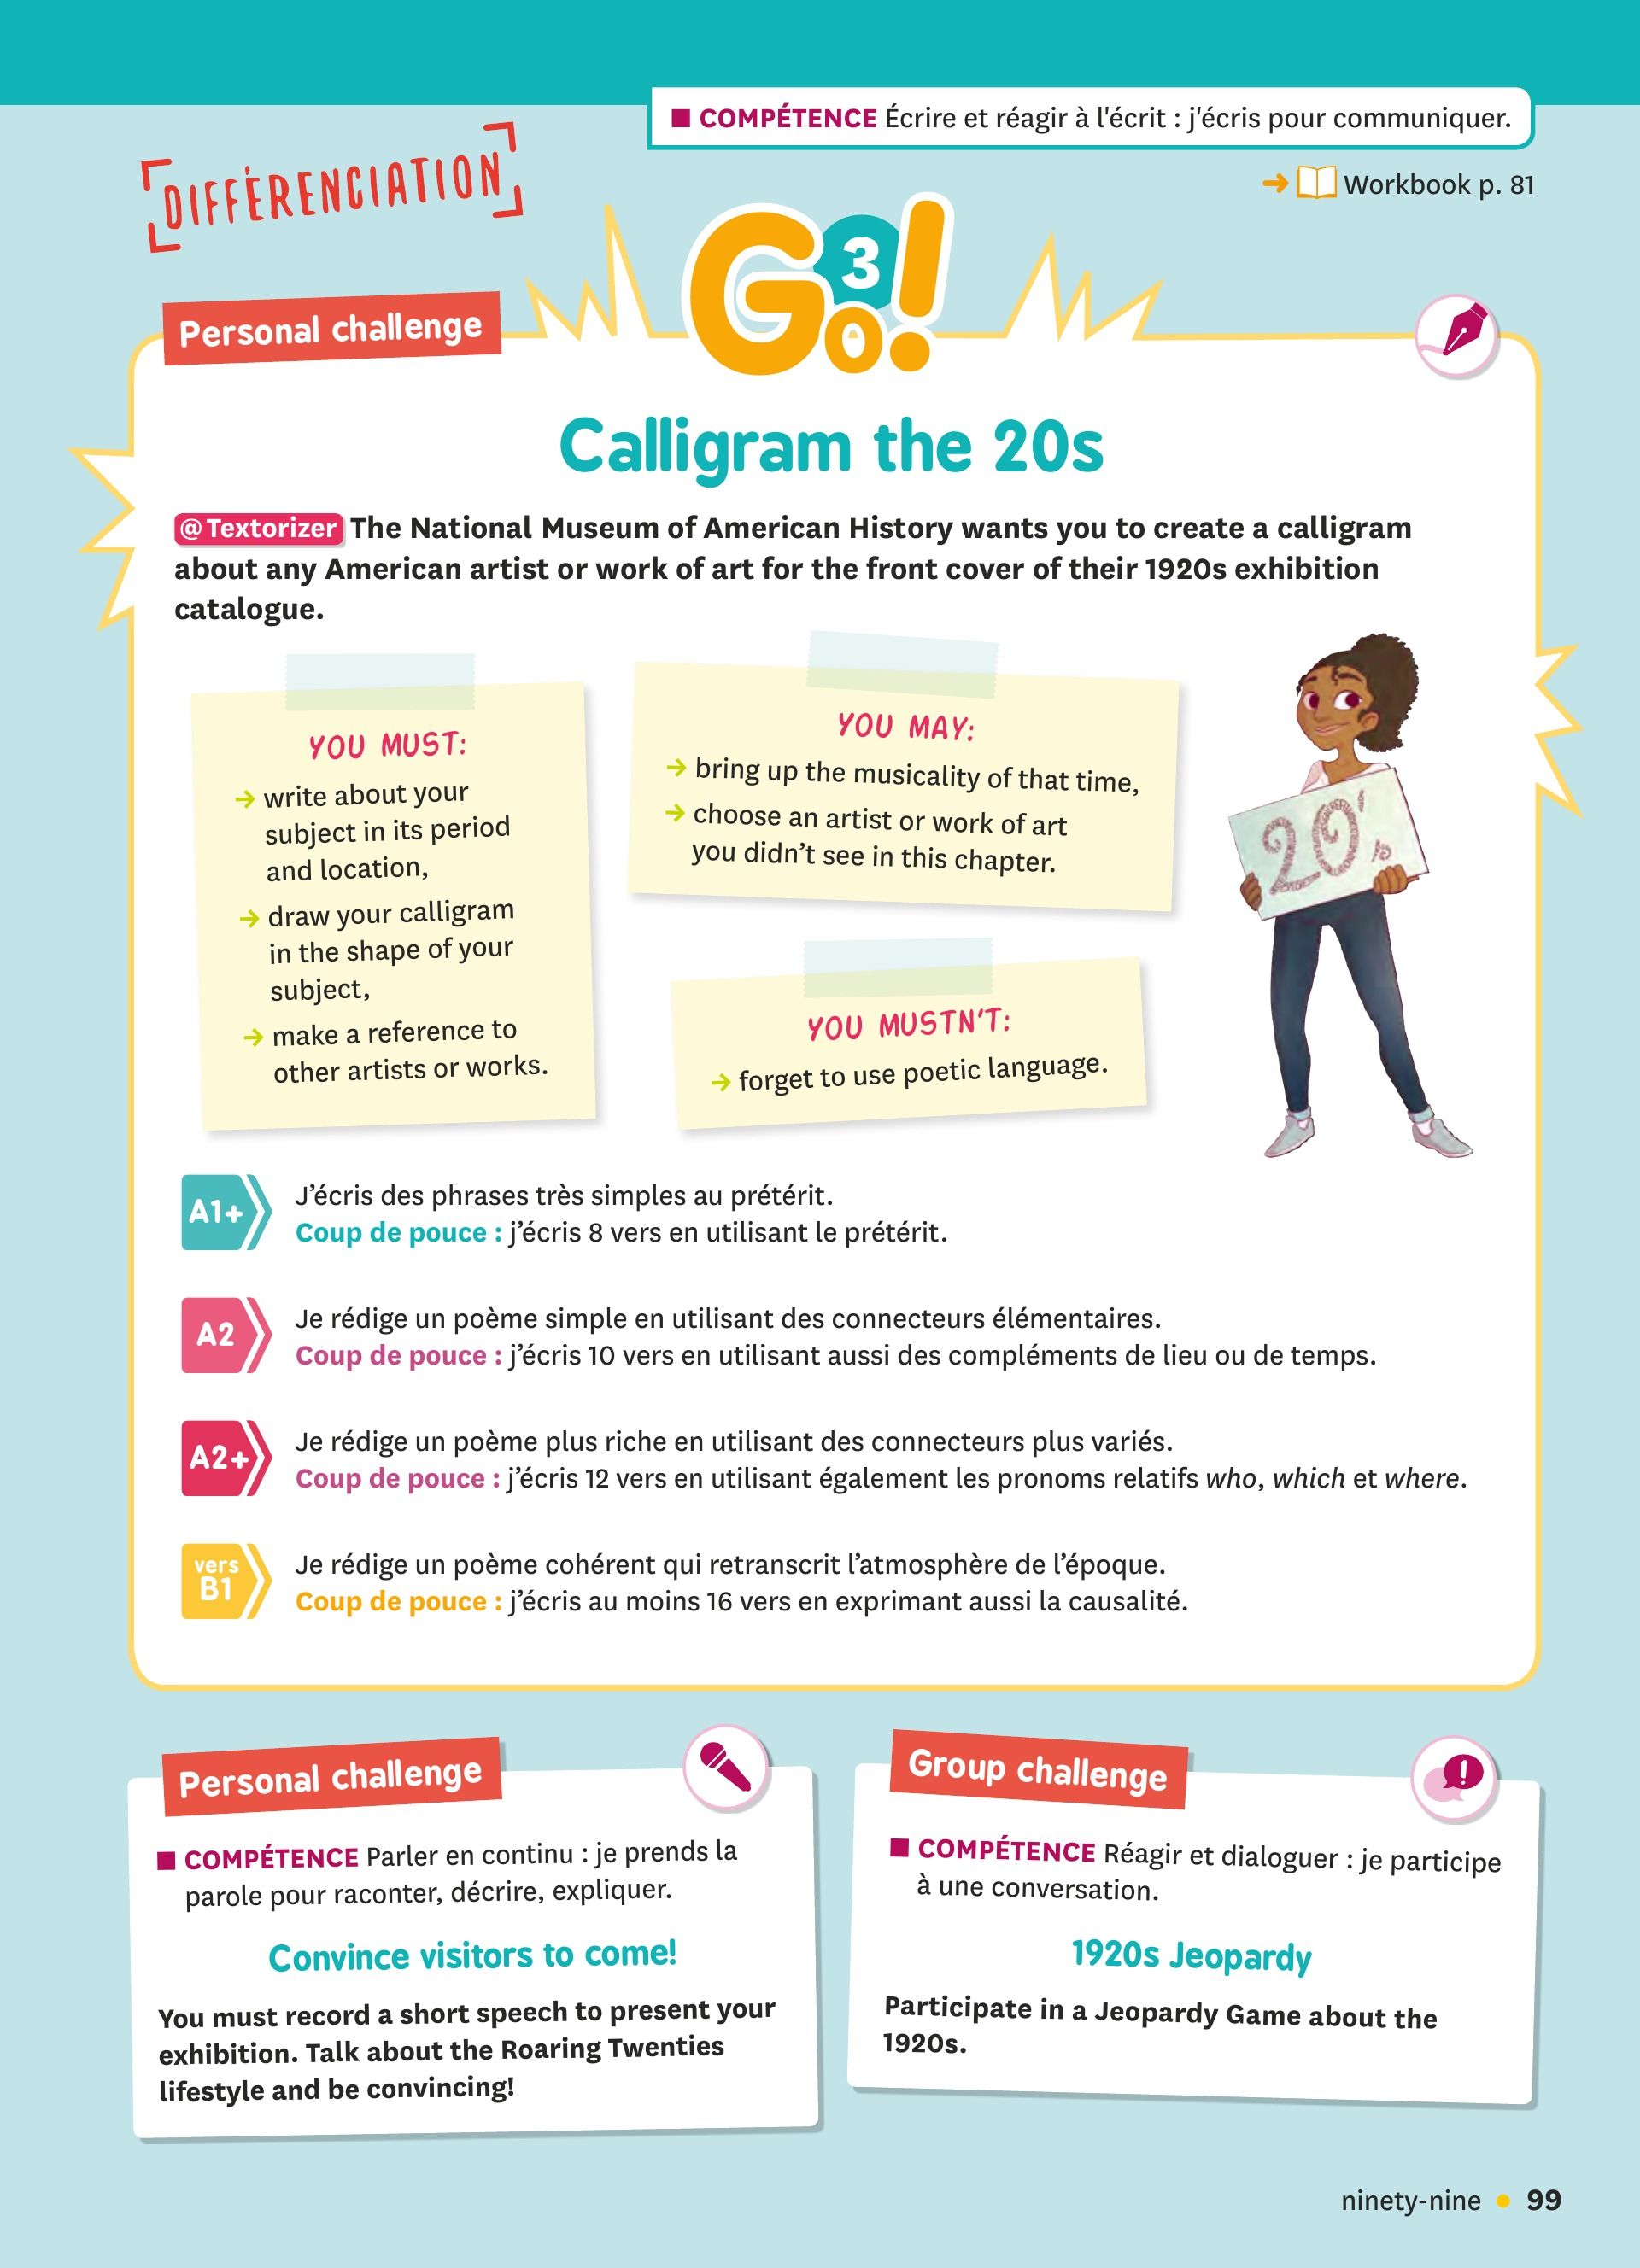 ■ COMPÉTENCE Écrire et réagir à l'écrit : j'écris pour communiquer.
DIFFÉRENCIATION
➜ Workbook p. 81
Go! 3
Personal challenge
Calligram the 20s
@Textorizer The National Museum of American History wants you to create a calligram
about any American artist or work of art for the front cover of their 1920s exhibition
catalogue.
YOU MUST:
→ write about your
subject in its period
and location,
→ draw your calligram
in the shape of your
subject,
→ make a reference to
other artists or works.
YOU MAY:
→ bring up the musicality of that time,
→ choose an artist or work of art
you didn't see in this chapter.
YOU MUSTN'T:
→ forget to use poetic language.
20's
A1+
J'écris des phrases très simples au prétérit.
Coup de pouce : j'écris 8 vers en utilisant le prétérit.
A2
Je rédige un poème simple en utilisant des connecteurs élémentaires.
Coup de pouce : j'écris 10 vers en utilisant aussi des compléments de lieu ou de temps.
A2+
Je rédige un poème plus riche en utilisant des connecteurs plus variés.
Coup de pouce : j'écris 12 vers en utilisant également les pronoms relatifs who, which et where.
vers
B1
Je rédige un poème cohérent qui retranscrit l'atmosphère de l'époque.
Coup de pouce : j'écris au moins 16 vers en exprimant aussi la causalité.
Personal challenge
■ COMPÉTENCE Parler en continu : je prends la
parole pour raconter, décrire, expliquer.
Convince visitors to come!
You must record a short speech to present your
exhibition. Talk about the Roaring Twenties
lifestyle and be convincing!
Group challenge
■ COMPÉTENCE Réagir et dialoguer : je participe
à une conversation.
1920s Jeopardy
Participate in a Jeopardy Game about the
1920s.
ninety-nine • 99